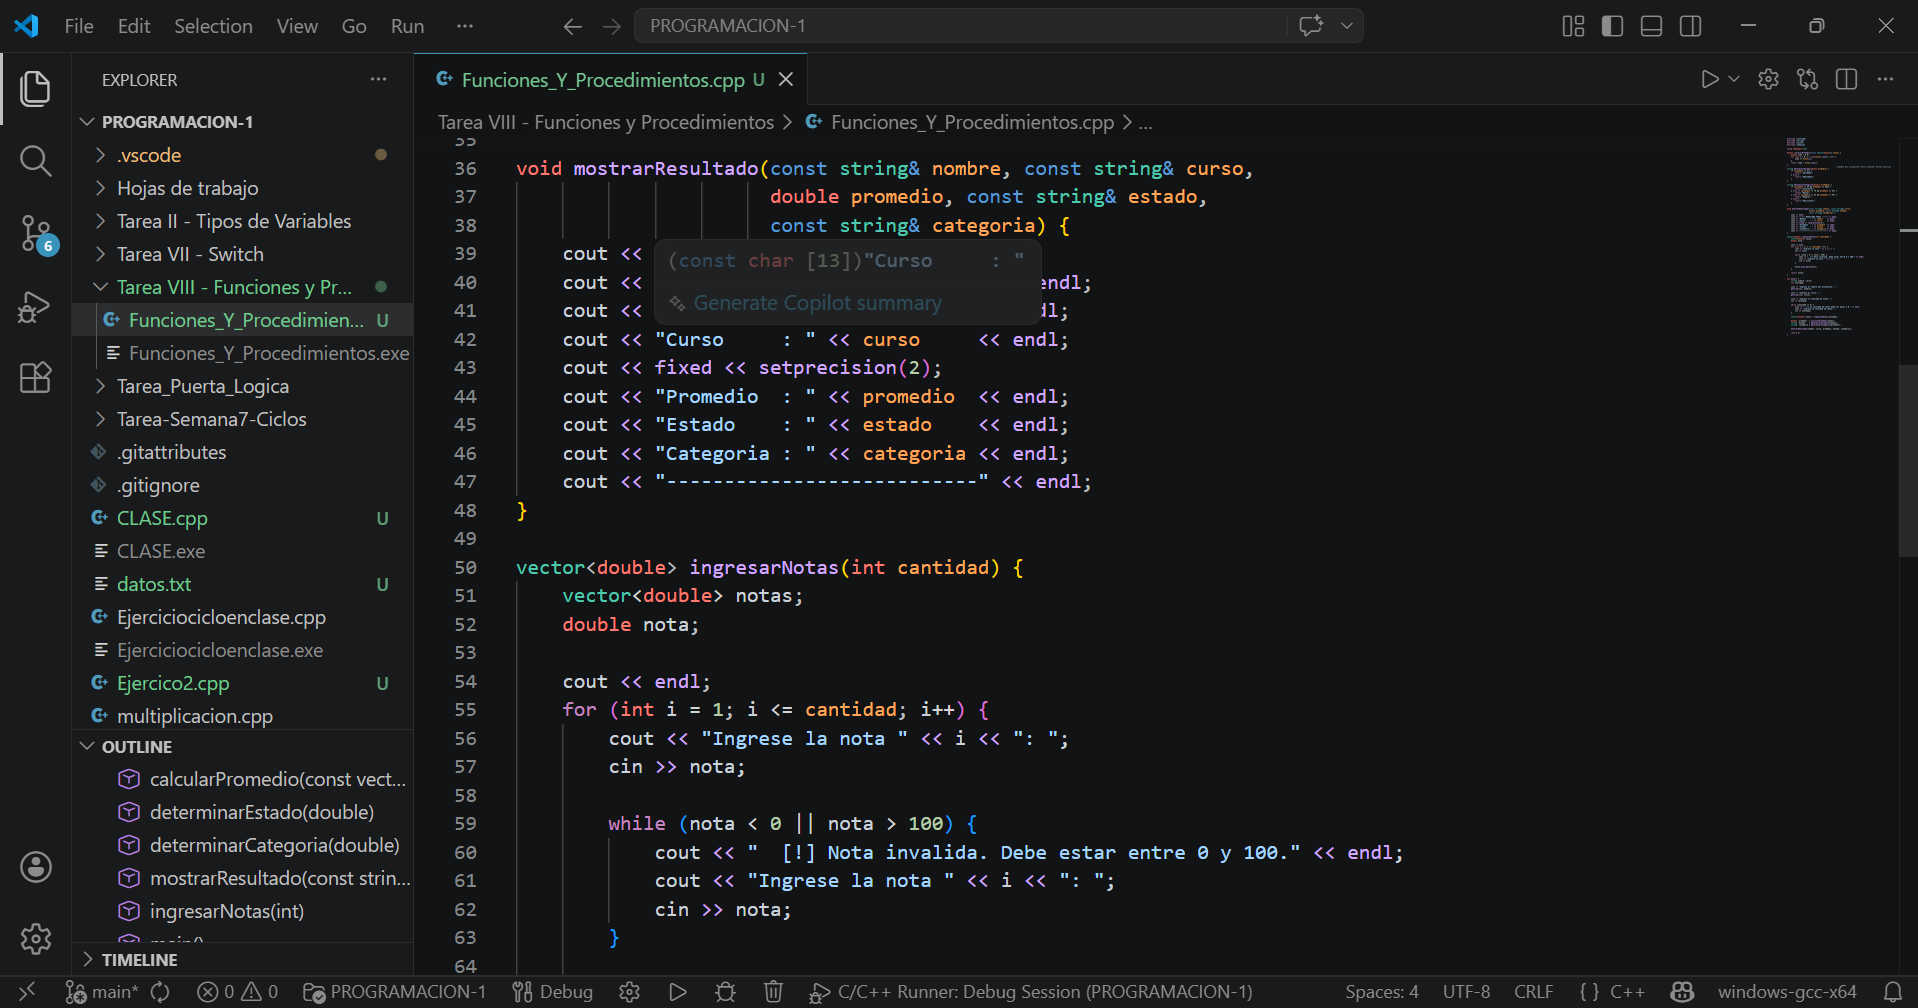 File Edit Selection View Go Run ··· PROGRAMACION-1
EXPLORER ···
PROGRAMACION-1
.vscode
Hojas de trabajo
Tarea II - Tipos de Variables
Tarea VII - Switch
Tarea VIII - Funciones y Pr...
Funciones_Y_Procedimien... U
Funciones_Y_Procedimientos.exe
Tarea_Puerta_Logica
Tarea-Semana7-Ciclos
.gitattributes
.gitignore
CLASE.cpp U
CLASE.exe
datos.txt U
Ejerciciocicloenclase.cpp
Ejerciciocicloenclase.exe
Ejercico2.cpp U
multiplicacion.cpp
OUTLINE
calcularPromedio(const vect...
determinarEstado(double)
determinarCategoria(double)
mostrarResultado(const strin...
ingresarNotas(int)
main()
TIMELINE
Funciones_Y_Procedimientos.cpp U
Tarea VIII - Funciones y Procedimientos > Funciones_Y_Procedimientos.cpp > ...
35
36 void mostrarResultado(const string& nombre, const string& curso,
37 double promedio, const string& estado,
38 const string& categoria) {
39 cout <<
40 cout << endl;
41 cout << dl;
(const char [13])"Curso     : "
Generate Copilot summary
42 cout << "Curso     : " << curso     << endl;
43 cout << fixed << setprecision(2);
44 cout << "Promedio  : " << promedio  << endl;
45 cout << "Estado    : " << estado    << endl;
46 cout << "Categoria : " << categoria << endl;
47 cout << "---------------------------" << endl;
48 }
49
50 vector<double> ingresarNotas(int cantidad) {
51 vector<double> notas;
52 double nota;
53
54 cout << endl;
55 for (int i = 1; i <= cantidad; i++) {
56 cout << "Ingrese la nota " << i << ": ";
57 cin >> nota;
58
59 while (nota < 0 || nota > 100) {
60 cout << "  [!] Nota invalida. Debe estar entre 0 y 100." << endl;
61 cout << "Ingrese la nota " << i << ": ";
62 cin >> nota;
63 }
64
6
main* 0 0 PROGRAMACION-1 Debug C/C++ Runner: Debug Session (PROGRAMACION-1) Spaces: 4 UTF-8 CRLF {} C++ windows-gcc-x64